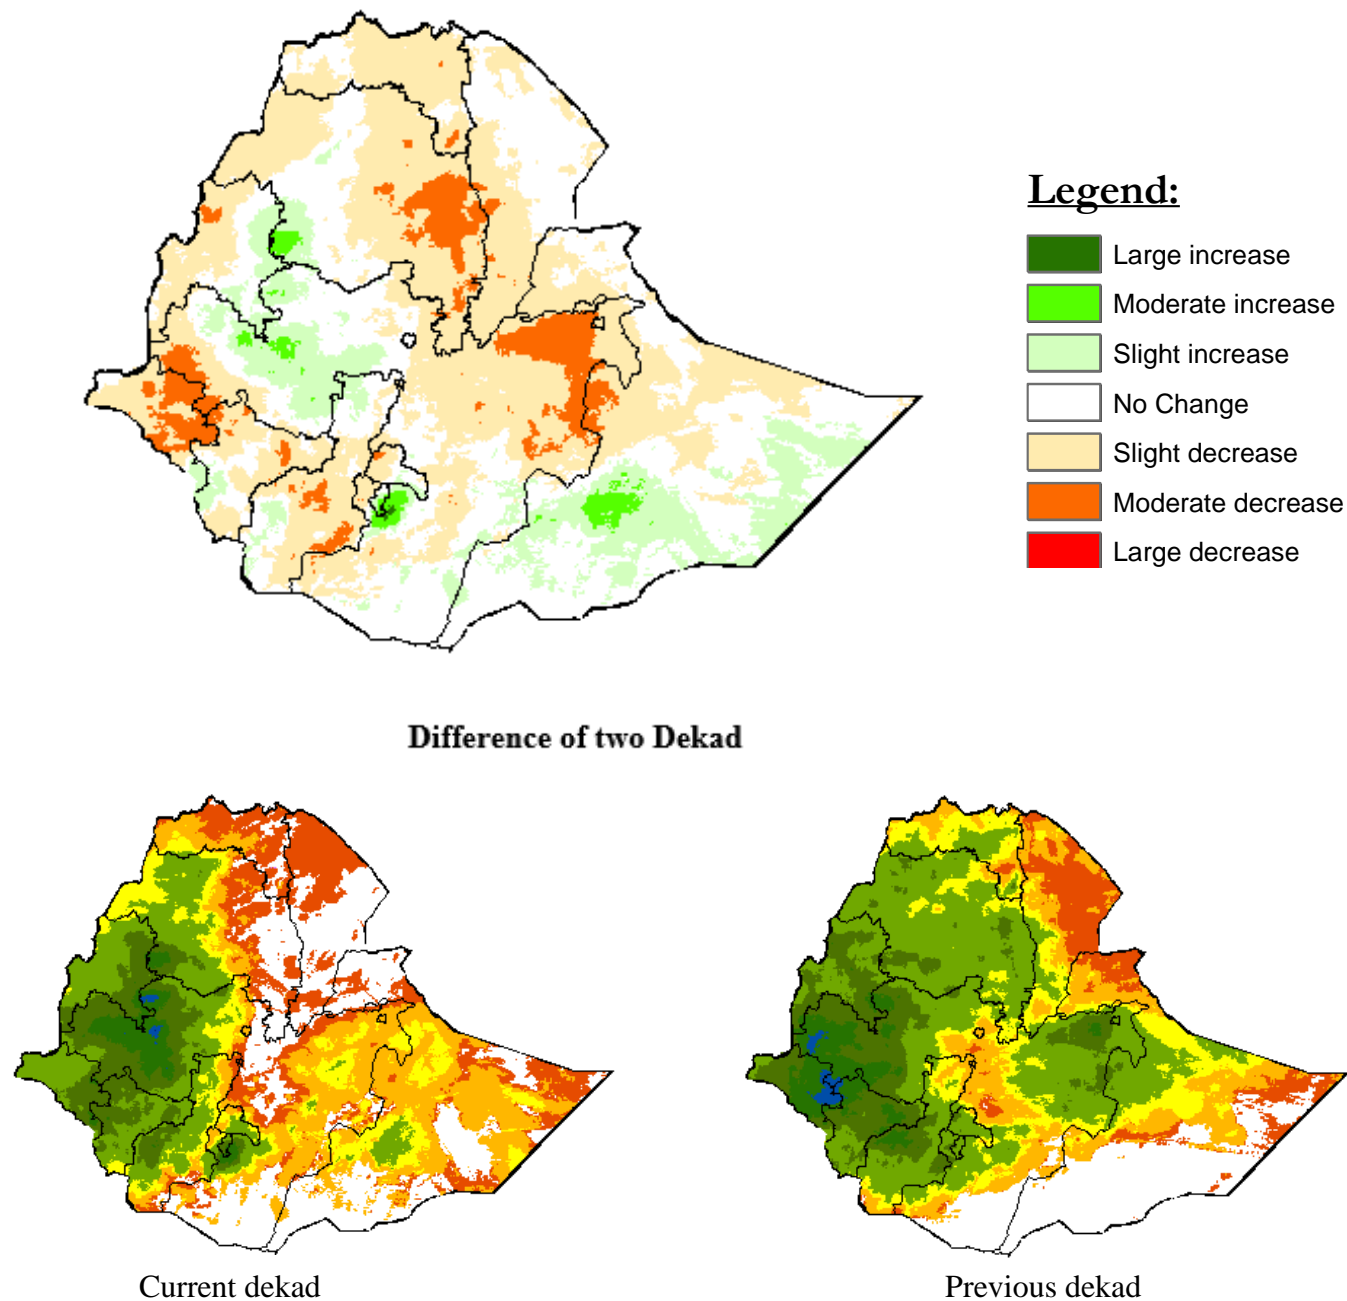 Legend:
Large increase
Moderate increase
Slight increase
No Change
Slight decrease
Moderate decrease
Large decrease
Difference of two Dekad
Current dekad
Previous dekad